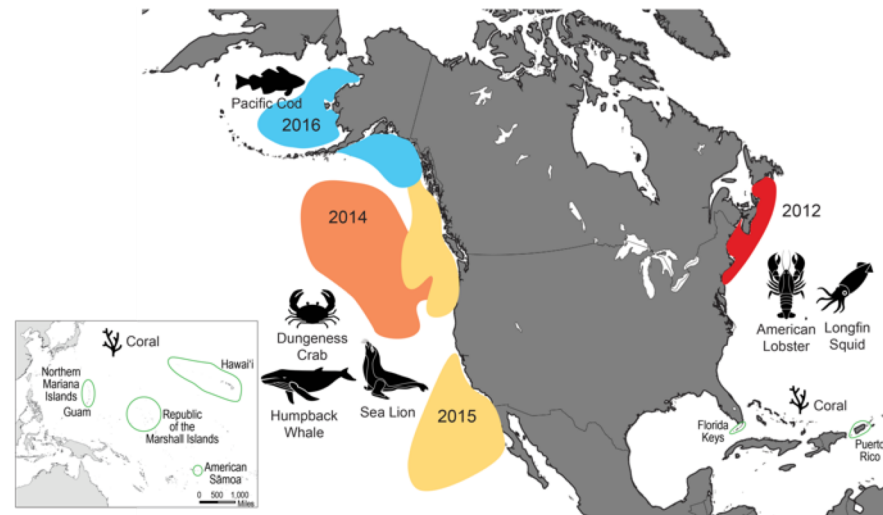 Pacific Cod
2016
2014
2012
Dungeness
Crab
American
Lobster
Longfin
Squid
Humpback
Whale
Sea Lion
2015
Coral
Florida
Keys
Puerto
Rico
Coral
Hawai'i
Northern
Mariana
Islands
Guam
Republic
of the
Marshall Islands
American
Sāmoa
0 500 1,000
Miles